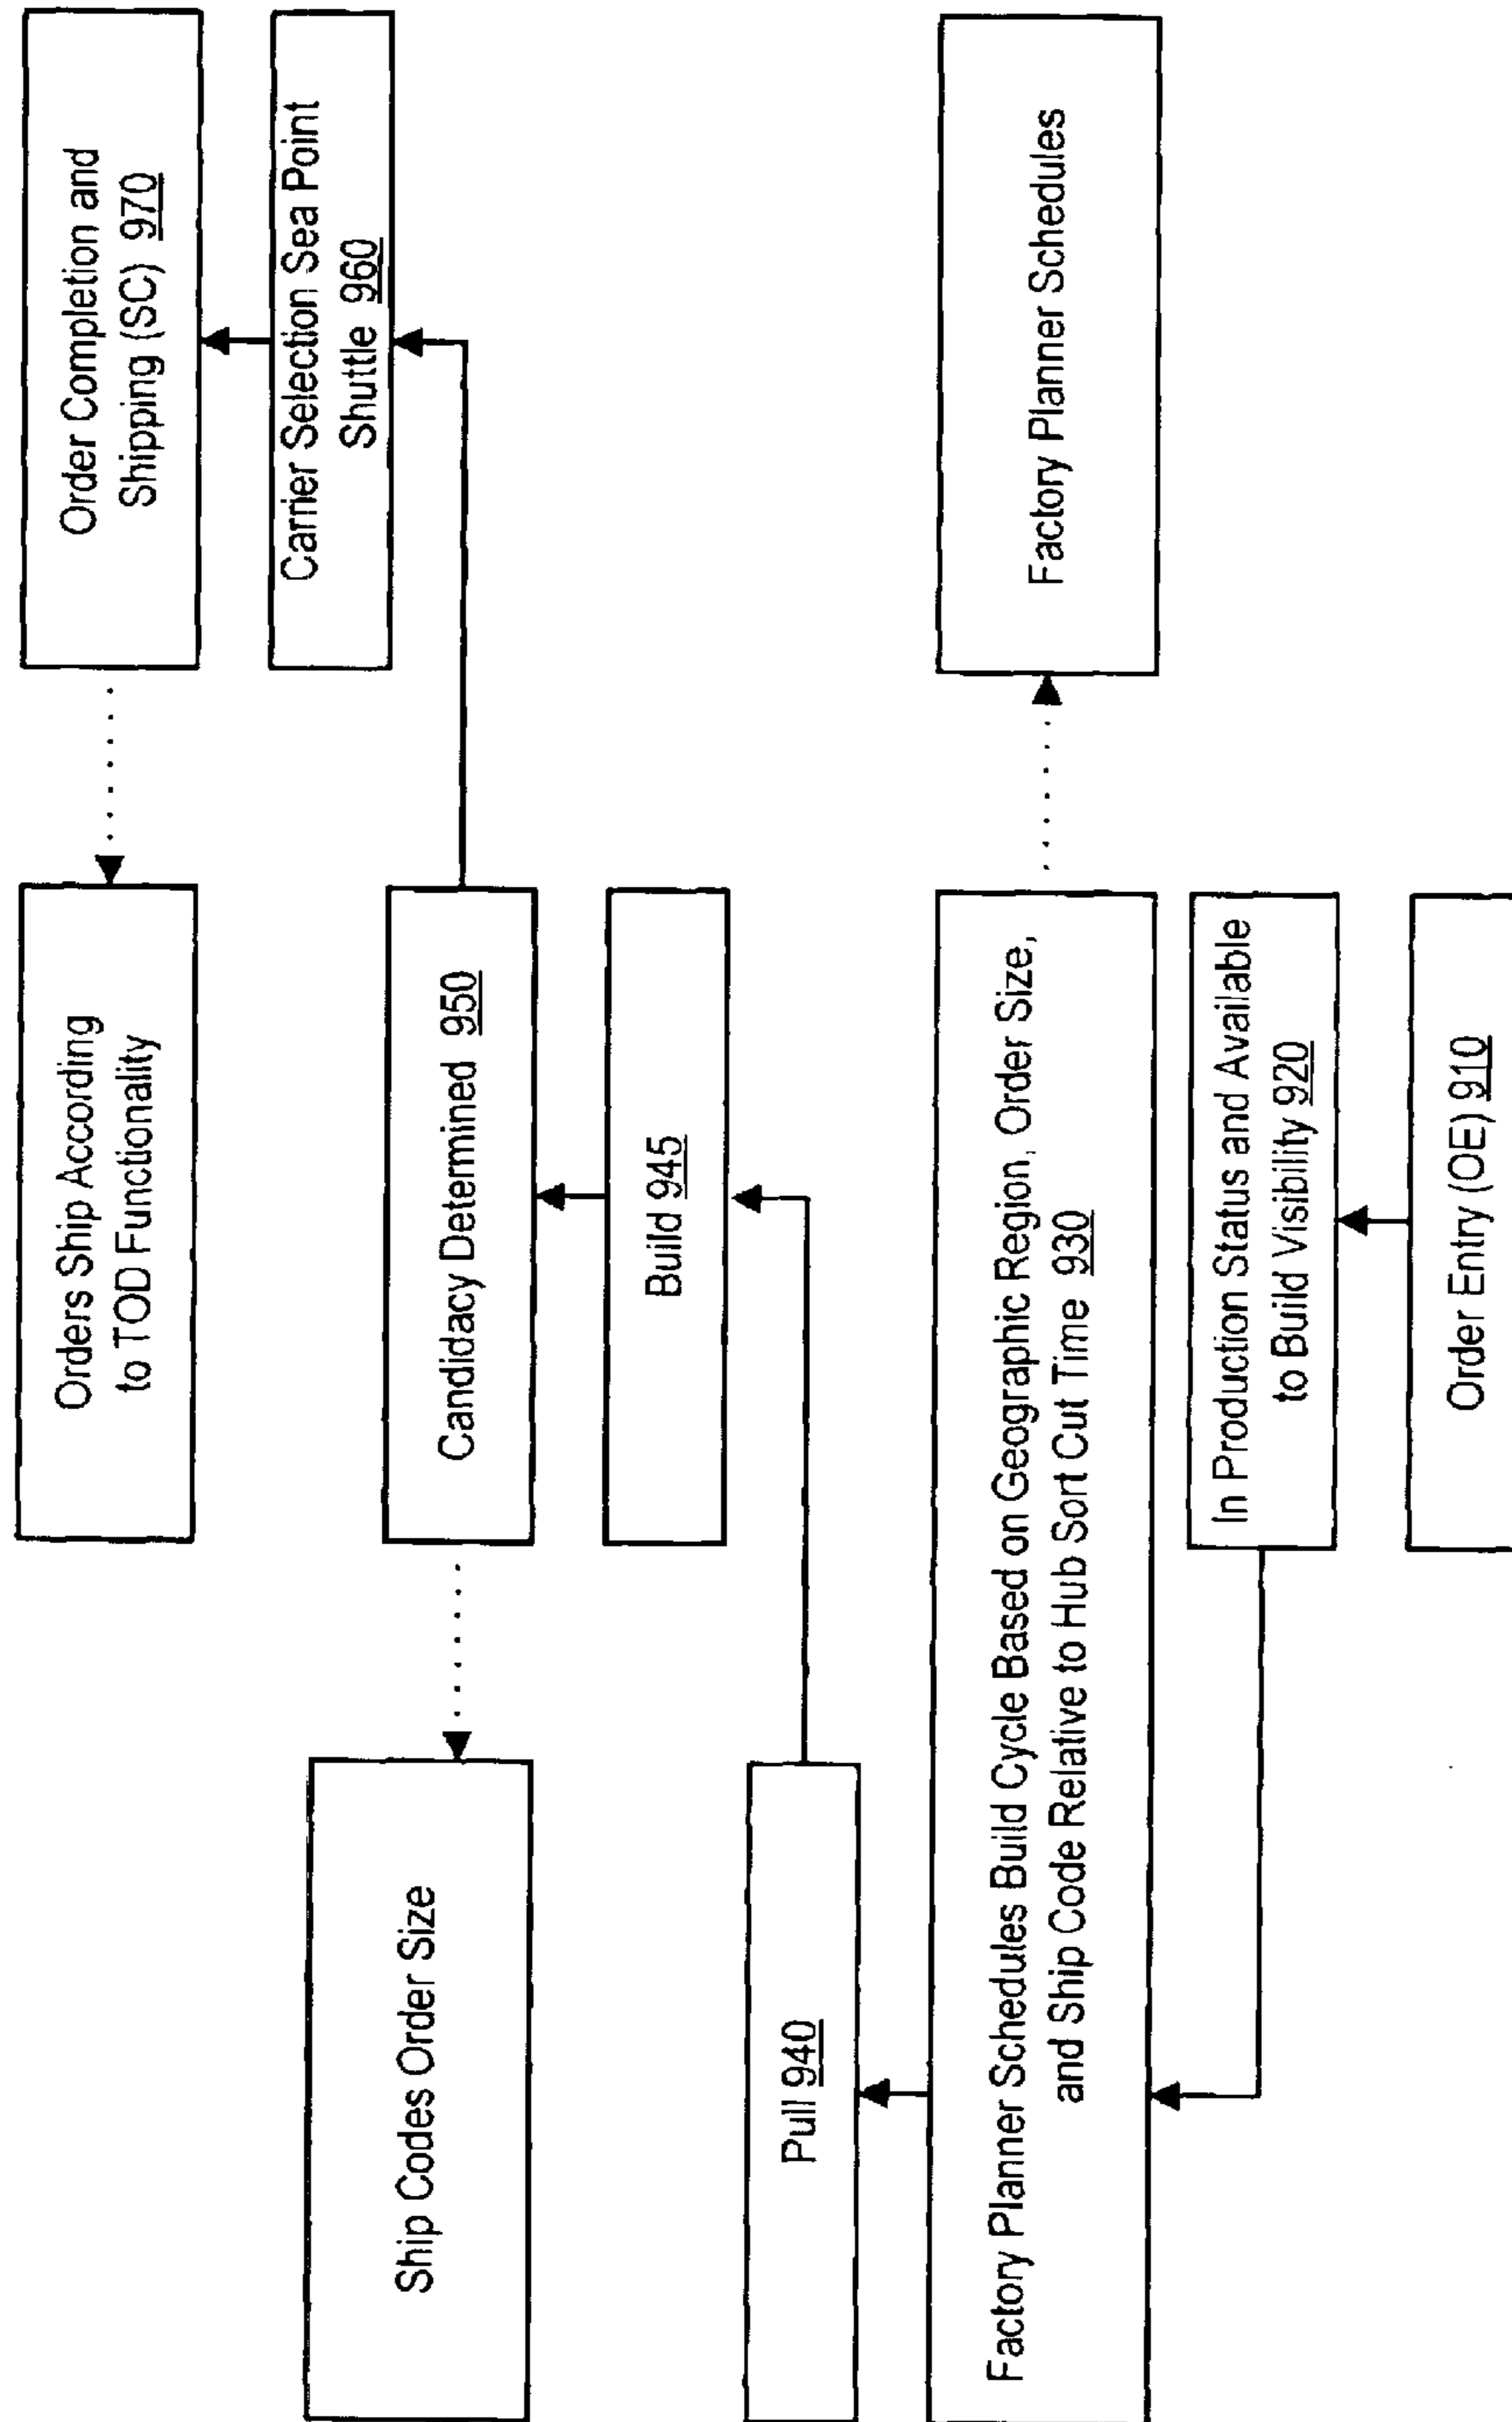 Orders Ship According
to TOD Functionality
Order Completion and
Shipping (SC) 970
Carrier Selection Sea Point
Shuttle 960
Ship Codes Order Size
Candidacy Determined 950
Build 945
Pull 940
Factory Planner Schedules Build Cycle Based on Geographic Region, Order Size,
and Ship Code Relative to Hub Sort Cut Time 930
Factory Planner Schedules
In Production Status and Available
to Build Visibility 920
Order Entry (OE) 910